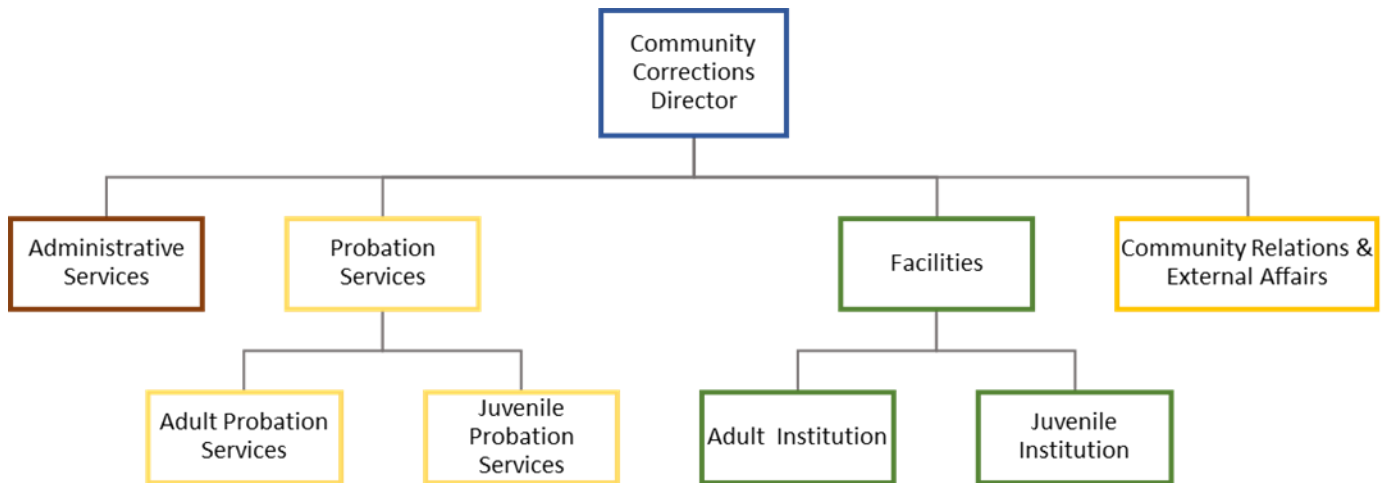 Community
Corrections
Director
Administrative
Services
Probation
Services
Facilities
Community Relations &
External Affairs
Adult Probation
Services
Juvenile
Probation
Services
Adult Institution
Juvenile
Institution